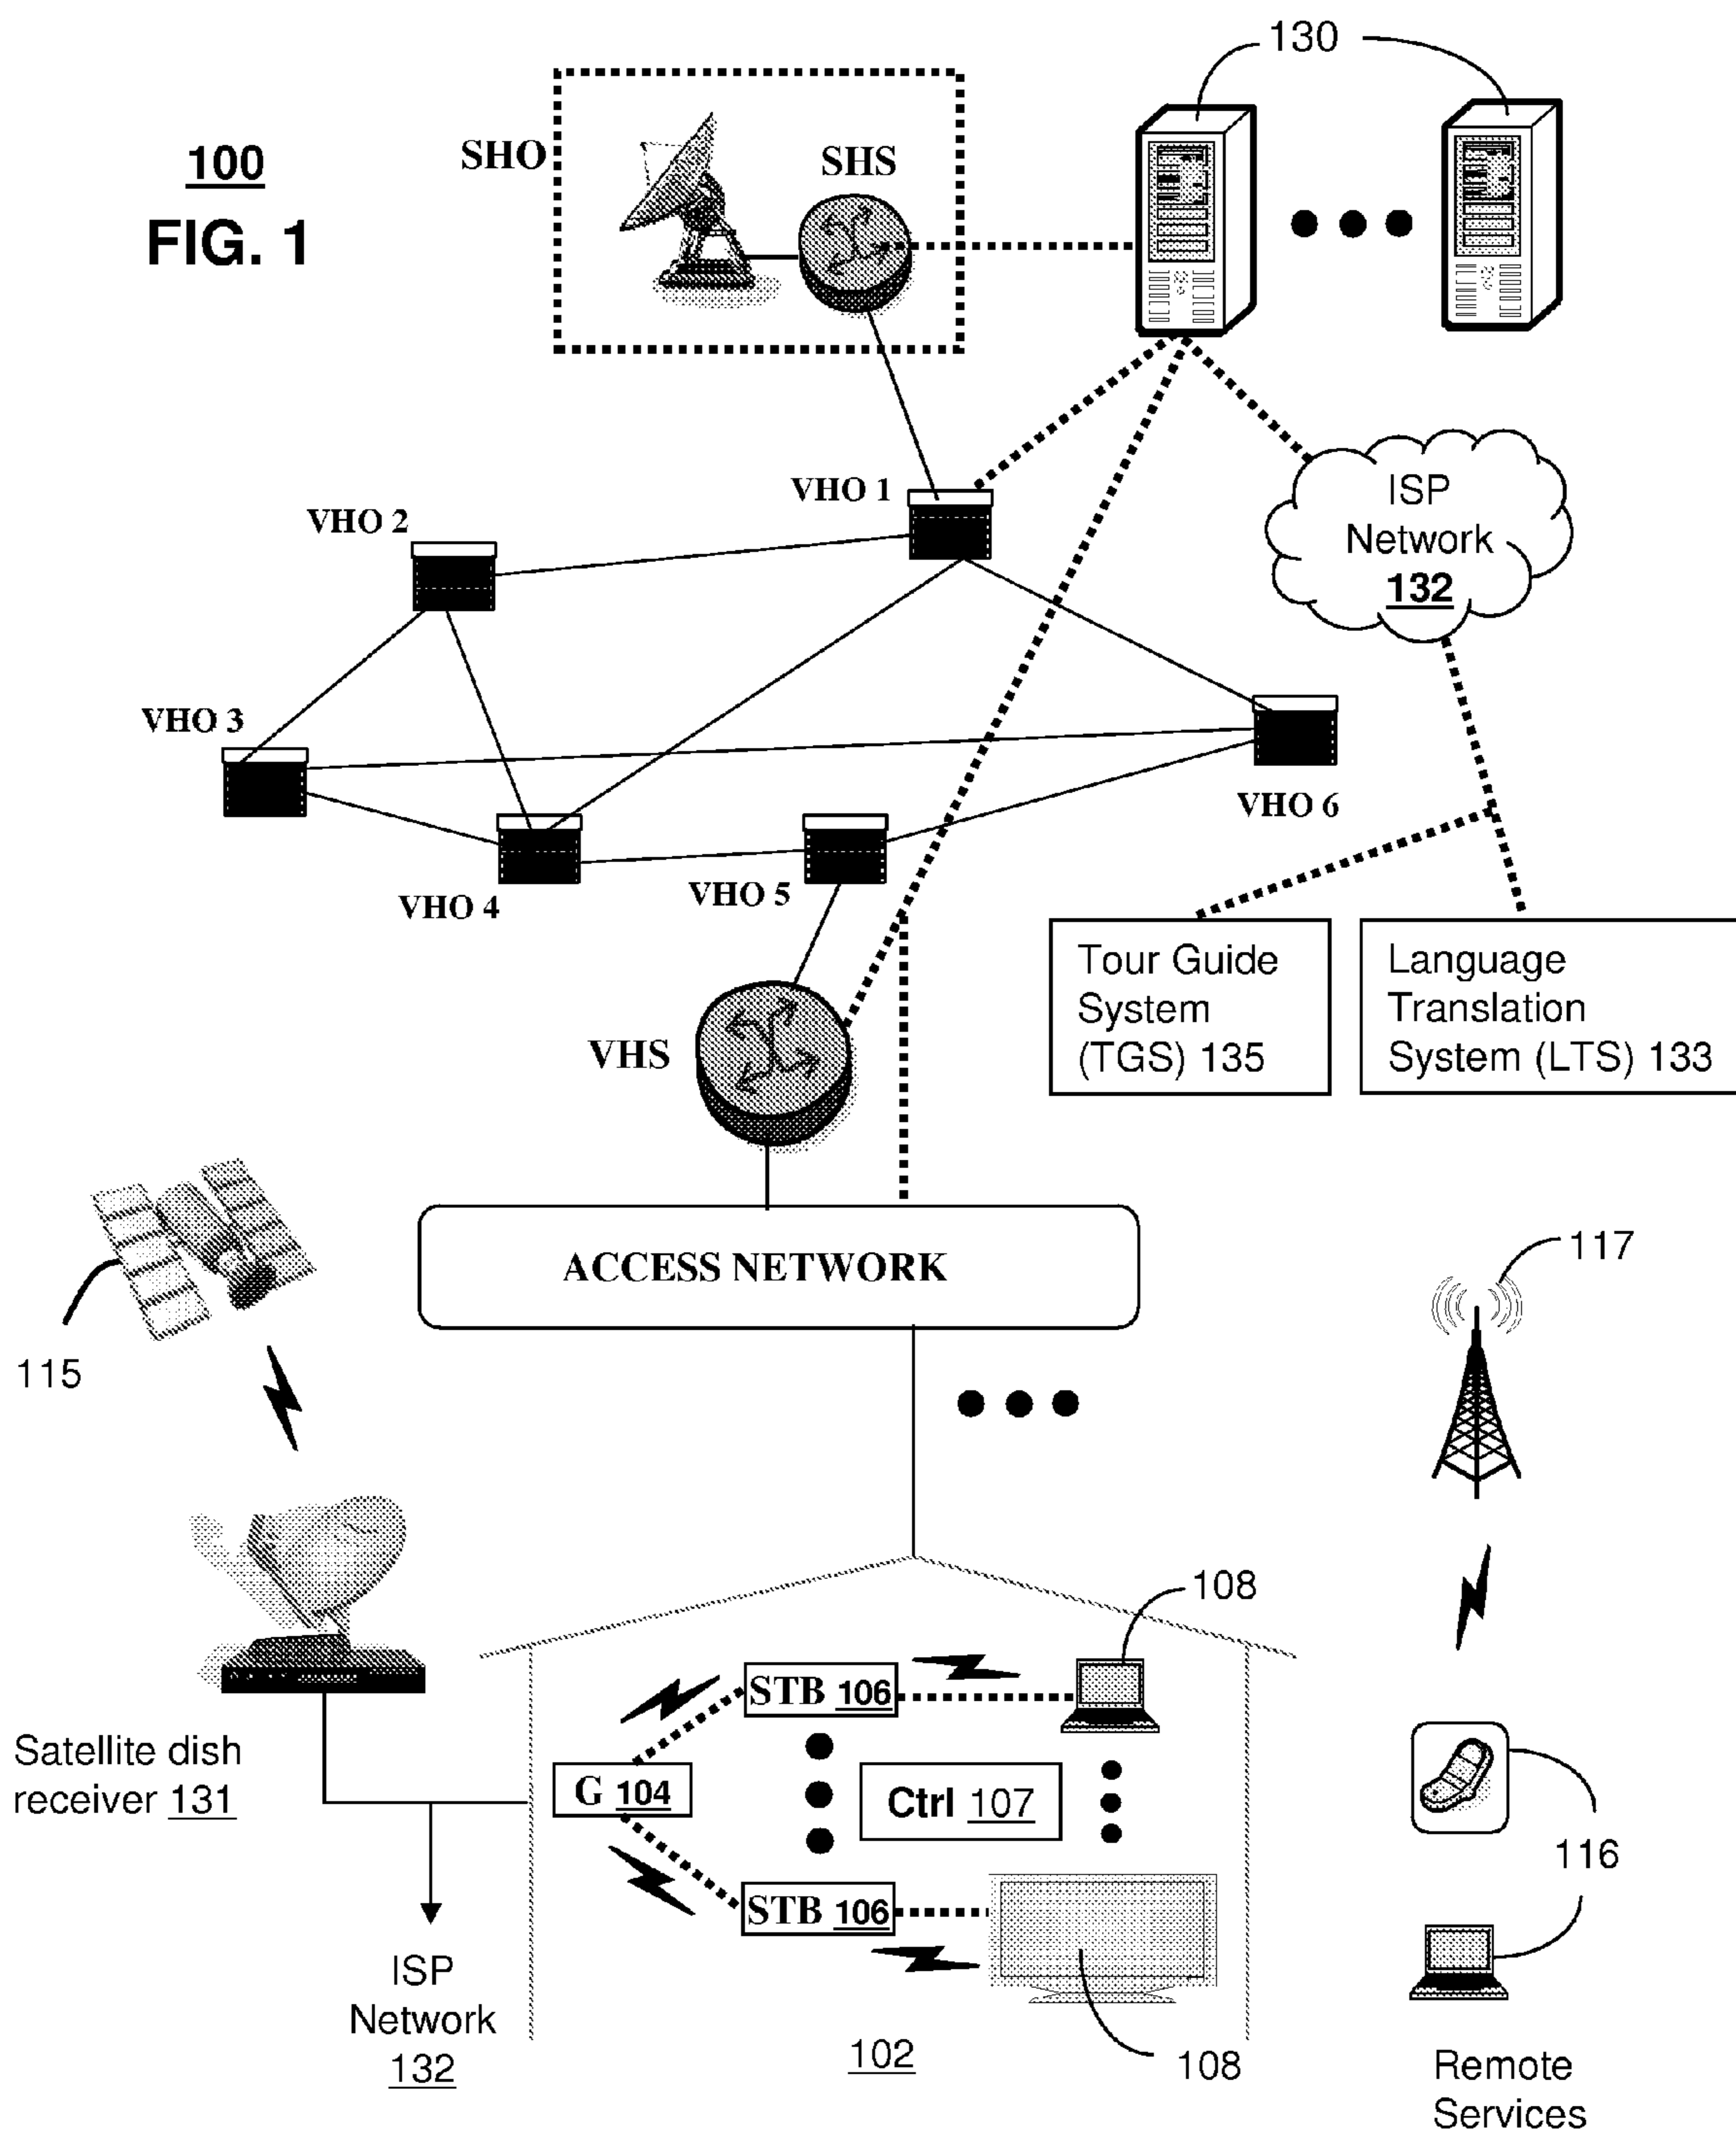 100
FIG. 1
130
SHO
SHS
VHO 1
VHO 2
ISP
Network
132
VHO 3
VHO 6
VHO 4
VHO 5
Tour Guide
System
(TGS) 135
Language
Translation
System (LTS) 133
VHS
ACCESS NETWORK
115
117
108
STB 106
Satellite dish
receiver 131
G 104
Ctrl 107
116
STB 106
ISP
Network
132
102
108
Remote
Services